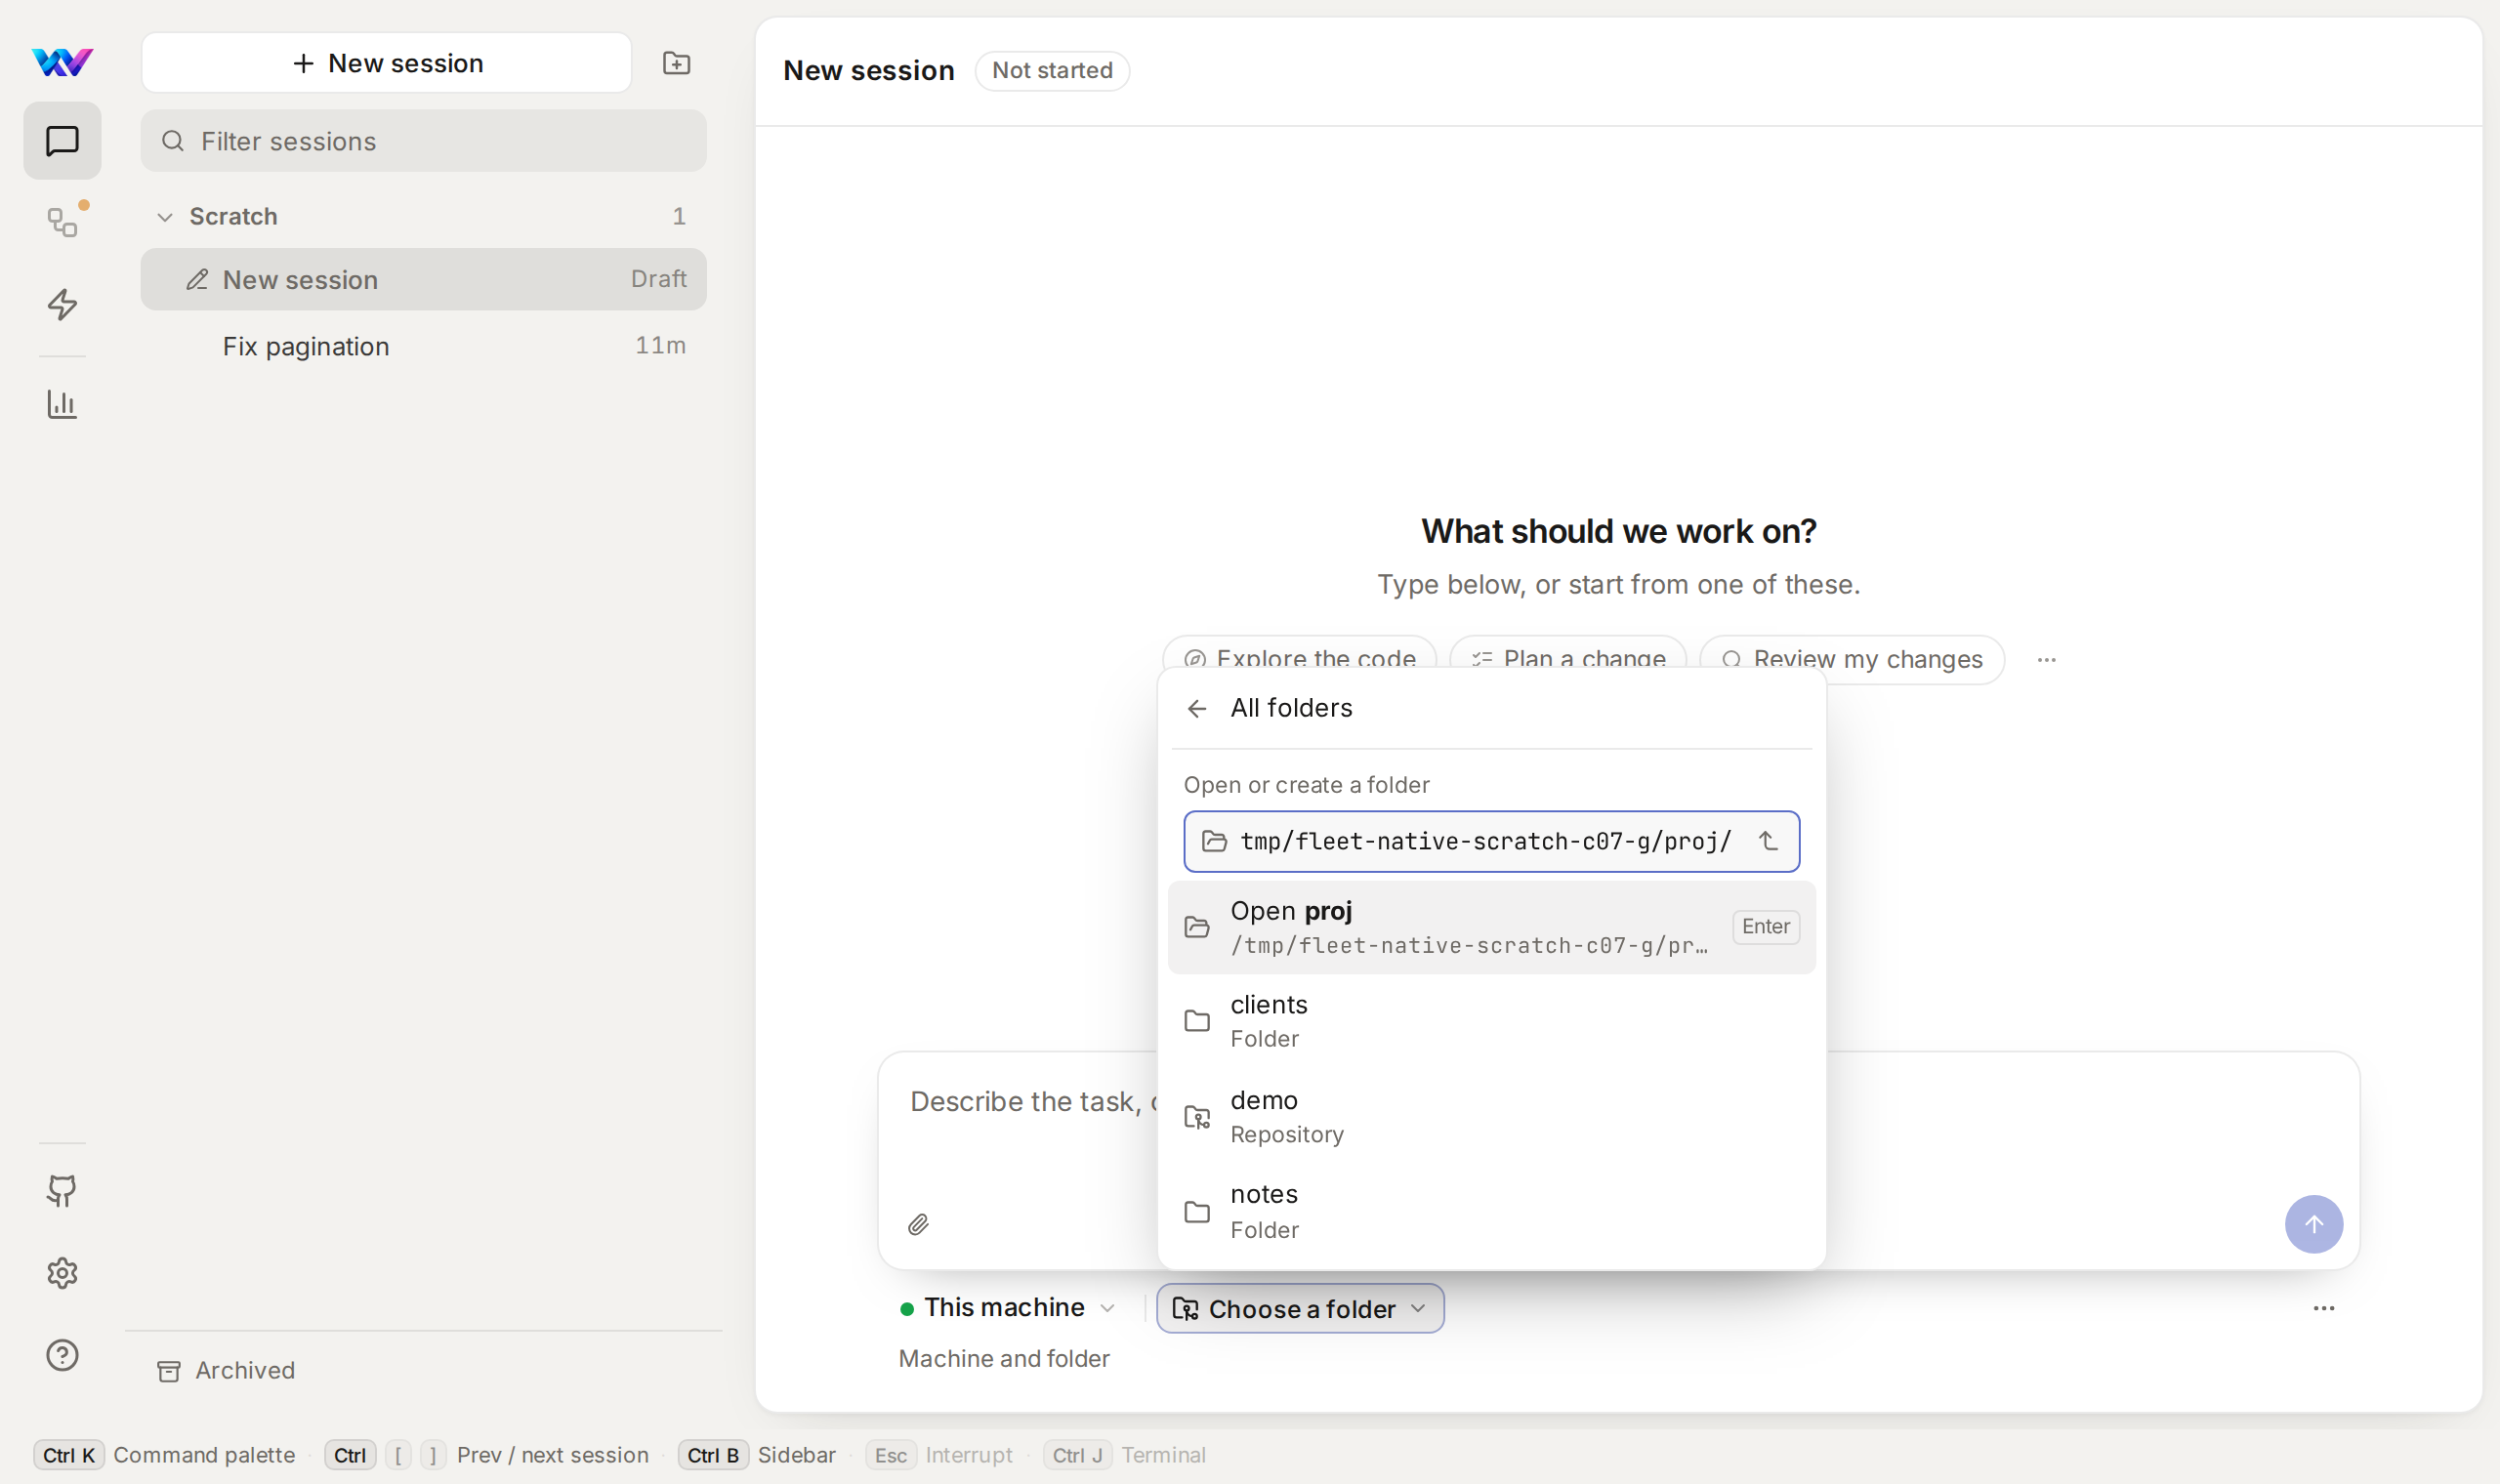 New session
Filter sessions
Scratch 1
New session Draft
Fix pagination 11m
Archived
New session Not started
What should we work on?
Type below, or start from one of these.
Explore the code Plan a change Review my changes
All folders
Open or create a folder
tmp/fleet-native-scratch-c07-g/proj/
Open proj
/tmp/fleet-native-scratch-c07-g/pr…
Enter
clients
Folder
demo
Repository
notes
Folder
Describe the task,
This machine Choose a folder
Machine and folder
Ctrl K Command palette · Ctrl [ ] Prev / next session · Ctrl B Sidebar · Esc Interrupt · Ctrl J Terminal